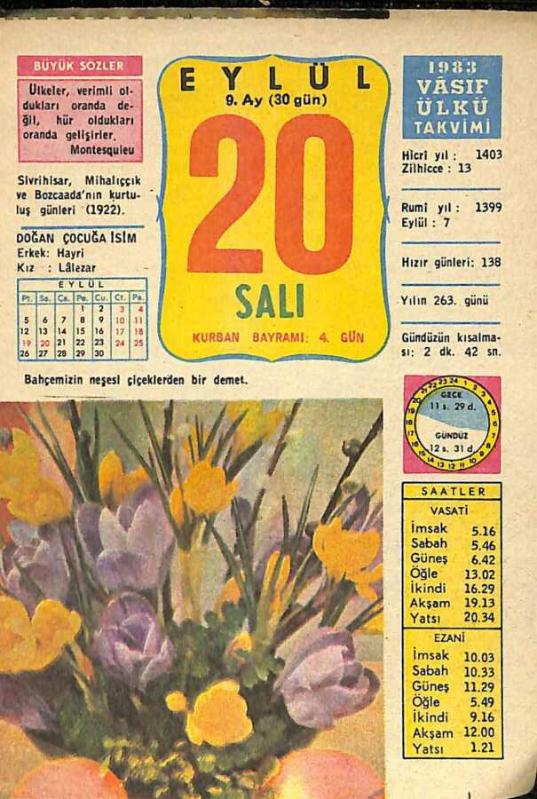 BÜYÜK SÖZLER
Ülkeler, verimli ol-
dukları oranda de-
ğil, hür oldukları
oranda gelişirler.
Montesquieu
Sivrihisar, Mihalıççık
ve Bozcaada'nın kurtu-
luş günleri (1922).
DOĞAN ÇOCUĞA İSİM
Erkek: Hayri
Kız : Lâlezar
EYLÜL
Pt. Sa. Ça. Pe. Cu. Ct. Pa.
1 2 3 4
5 6 7 8 9 10 11
12 13 14 15 16 17 18
19 20 21 22 23 24 25
26 27 28 29 30
EYLÜL
9. Ay (30 gün)
20
SALI
KURBAN BAYRAMI: 4. GÜN
1983
VÂSIF
ÜLKÜ
TAKVİMİ
Hicrî yıl : 1403
Zilhicce : 13
Rumî yıl : 1399
Eylül : 7
Hızır günleri: 138
Yılın 263. günü
Gündüzün kısalma-
sı: 2 dk. 42 sn.
Bahçemizin neşesi çiçeklerden bir demet.
GECE
11 s. 29 d.
GÜNDÜZ
12 s. 31 d.
SAATLER
VASATİ
İmsak 5.16
Sabah 5.46
Güneş 6.42
Öğle 13.02
İkindi 16.29
Akşam 19.13
Yatsı 20.34
EZANİ
İmsak 10.03
Sabah 10.33
Güneş 11.29
Öğle 5.49
İkindi 9.16
Akşam 12.00
Yatsı 1.21